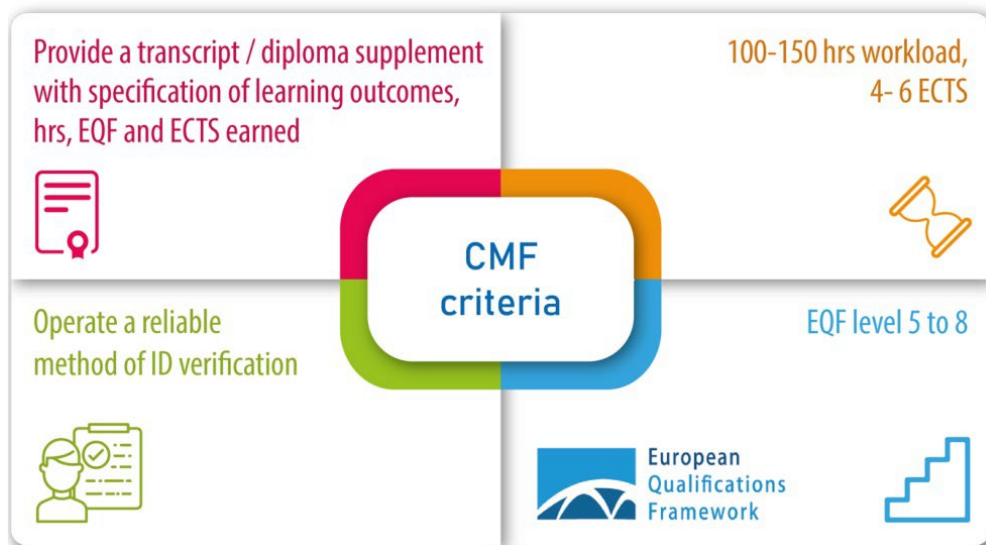 Provide a transcript / diploma supplement
with specification of learning outcomes,
hrs, EQF and ECTS earned
100-150 hrs workload,
4- 6 ECTS
CMF
criteria
Operate a reliable
method of ID verification
EQF level 5 to 8
European
Qualifications
Framework